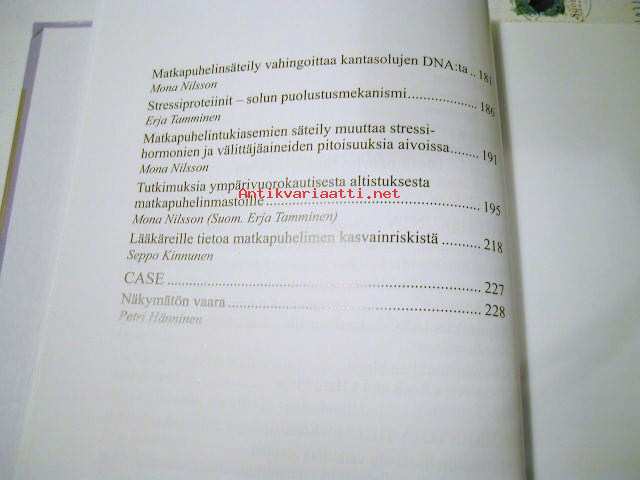 Matkapuhelinsäteily vahingoittaa kantasolujen DNA:ta ..181
Mona Nilsson
Stressiproteiinit – solun puolustusmekanismi..................186
Erja Tamminen
Matkapuhelintukiasemien säteily muuttaa stressi-
hormonien ja välittäjäaineiden pitoisuuksia aivoissa.......191
Mona Nilsson
Tutkimuksia ympärivuorokautisesta altistuksesta
Antikvariaatti.net
matkapuhelinmastoille ...............................................195
Mona Nilsson (Suom. Erja Tamminen)
Lääkäreille tietoa matkapuhelimen kasvainriskistä .........218
Seppo Kinnunen
CASE ...............................................................227
Näkymätön vaara ..................................................228
Petri Hänninen